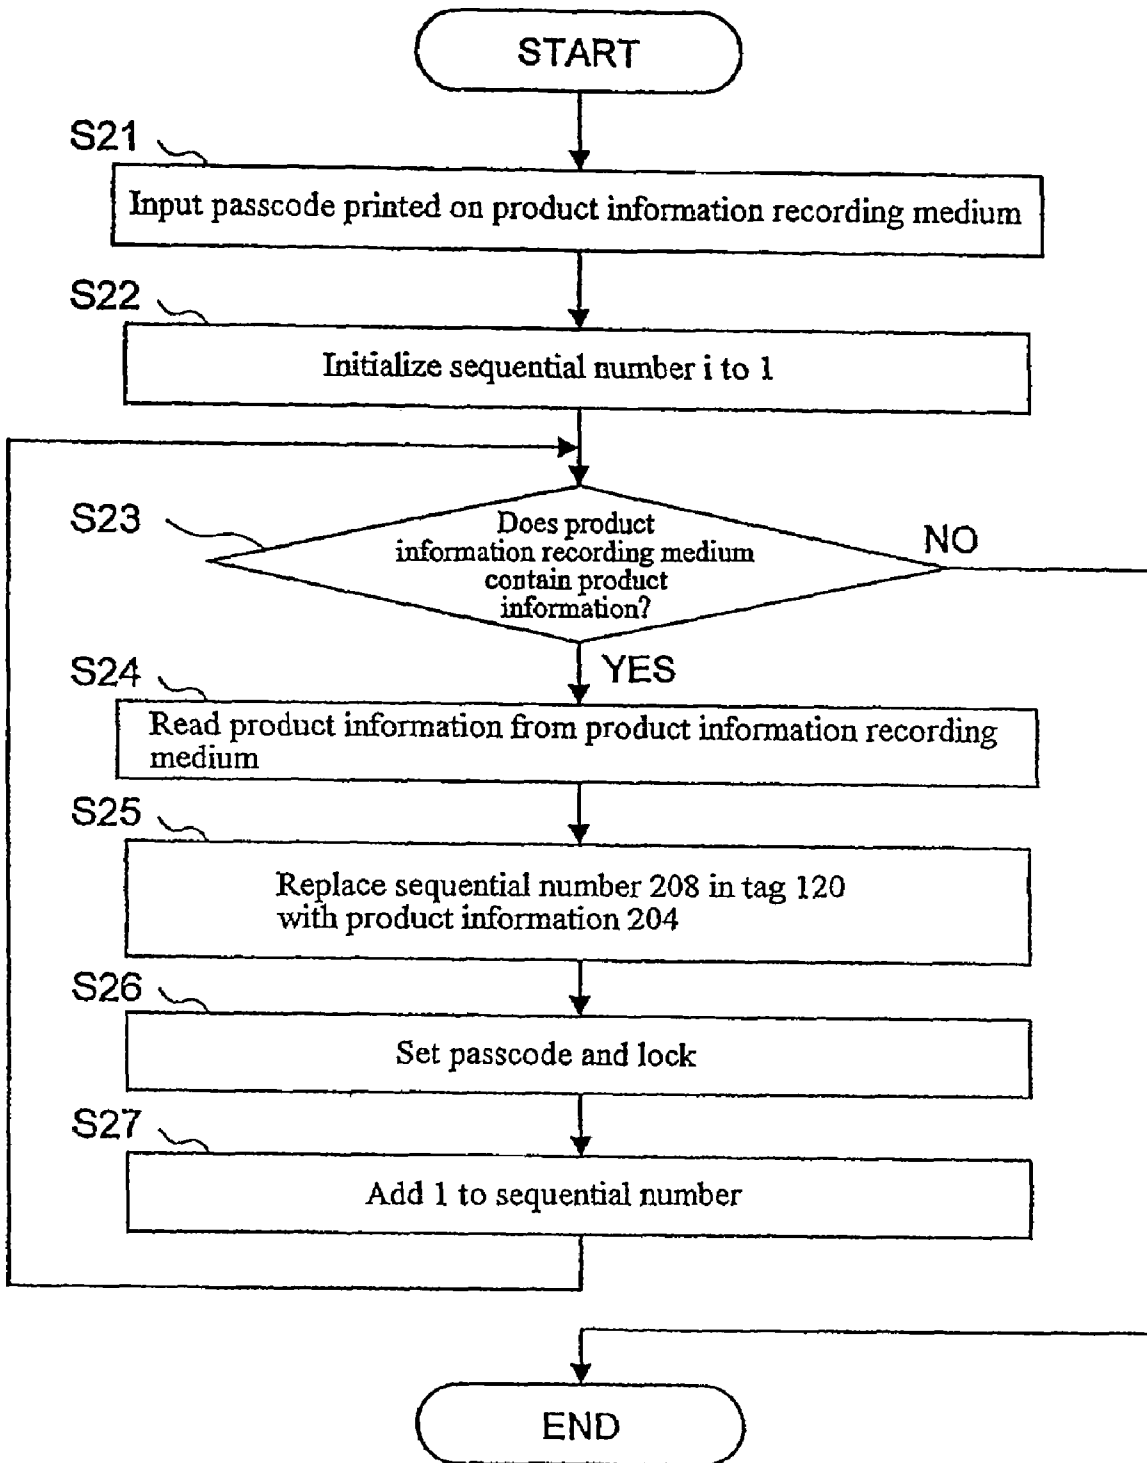 START
S21
Input passcode printed on product information recording medium
S22
Initialize sequential number i to 1
S23
Does product
information recording medium
contain product
information?
NO
YES
S24
Read product information from product information recording
medium
S25
Replace sequential number 208 in tag 120
with product information 204
S26
Set passcode and lock
S27
Add 1 to sequential number
END